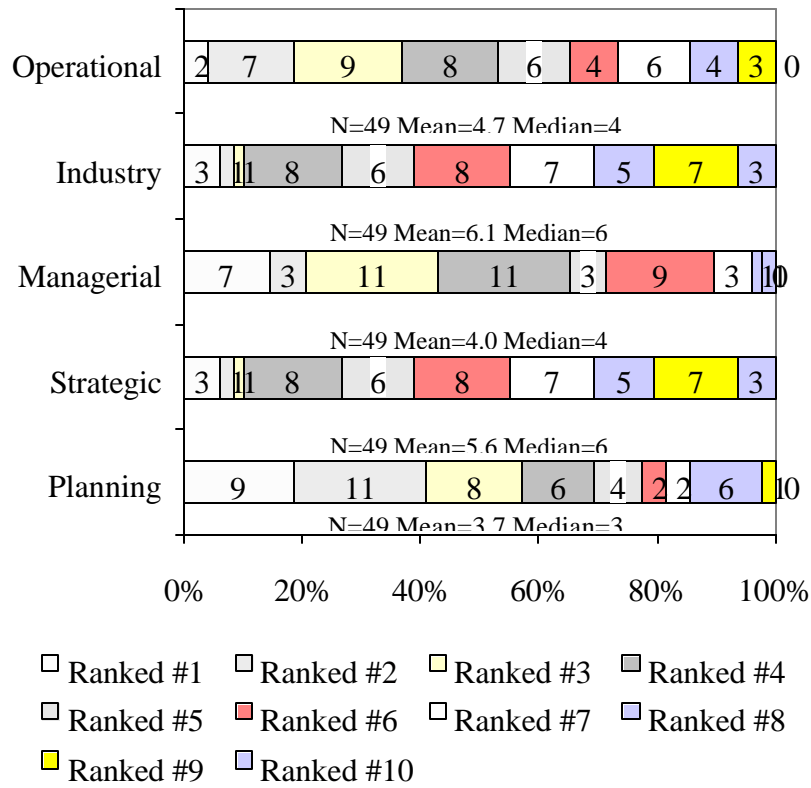 Operational 2 7 9 8 6 4 6 4 3 0
N=49 Mean=4.7 Median=4
Industry 3 1 1 8 6 8 7 5 7 3
N=49 Mean=6.1 Median=6
Managerial 7 3 11 11 3 9 3 1 1 0
N=49 Mean=4.0 Median=4
Strategic 3 1 1 8 6 8 7 5 7 3
N=49 Mean=5.6 Median=6
Planning 9 11 8 6 4 2 2 6 1 0
N=49 Mean=3.7 Median=3
0% 20% 40% 60% 80% 100%
Ranked #1 Ranked #2 Ranked #3 Ranked #4
Ranked #5 Ranked #6 Ranked #7 Ranked #8
Ranked #9 Ranked #10